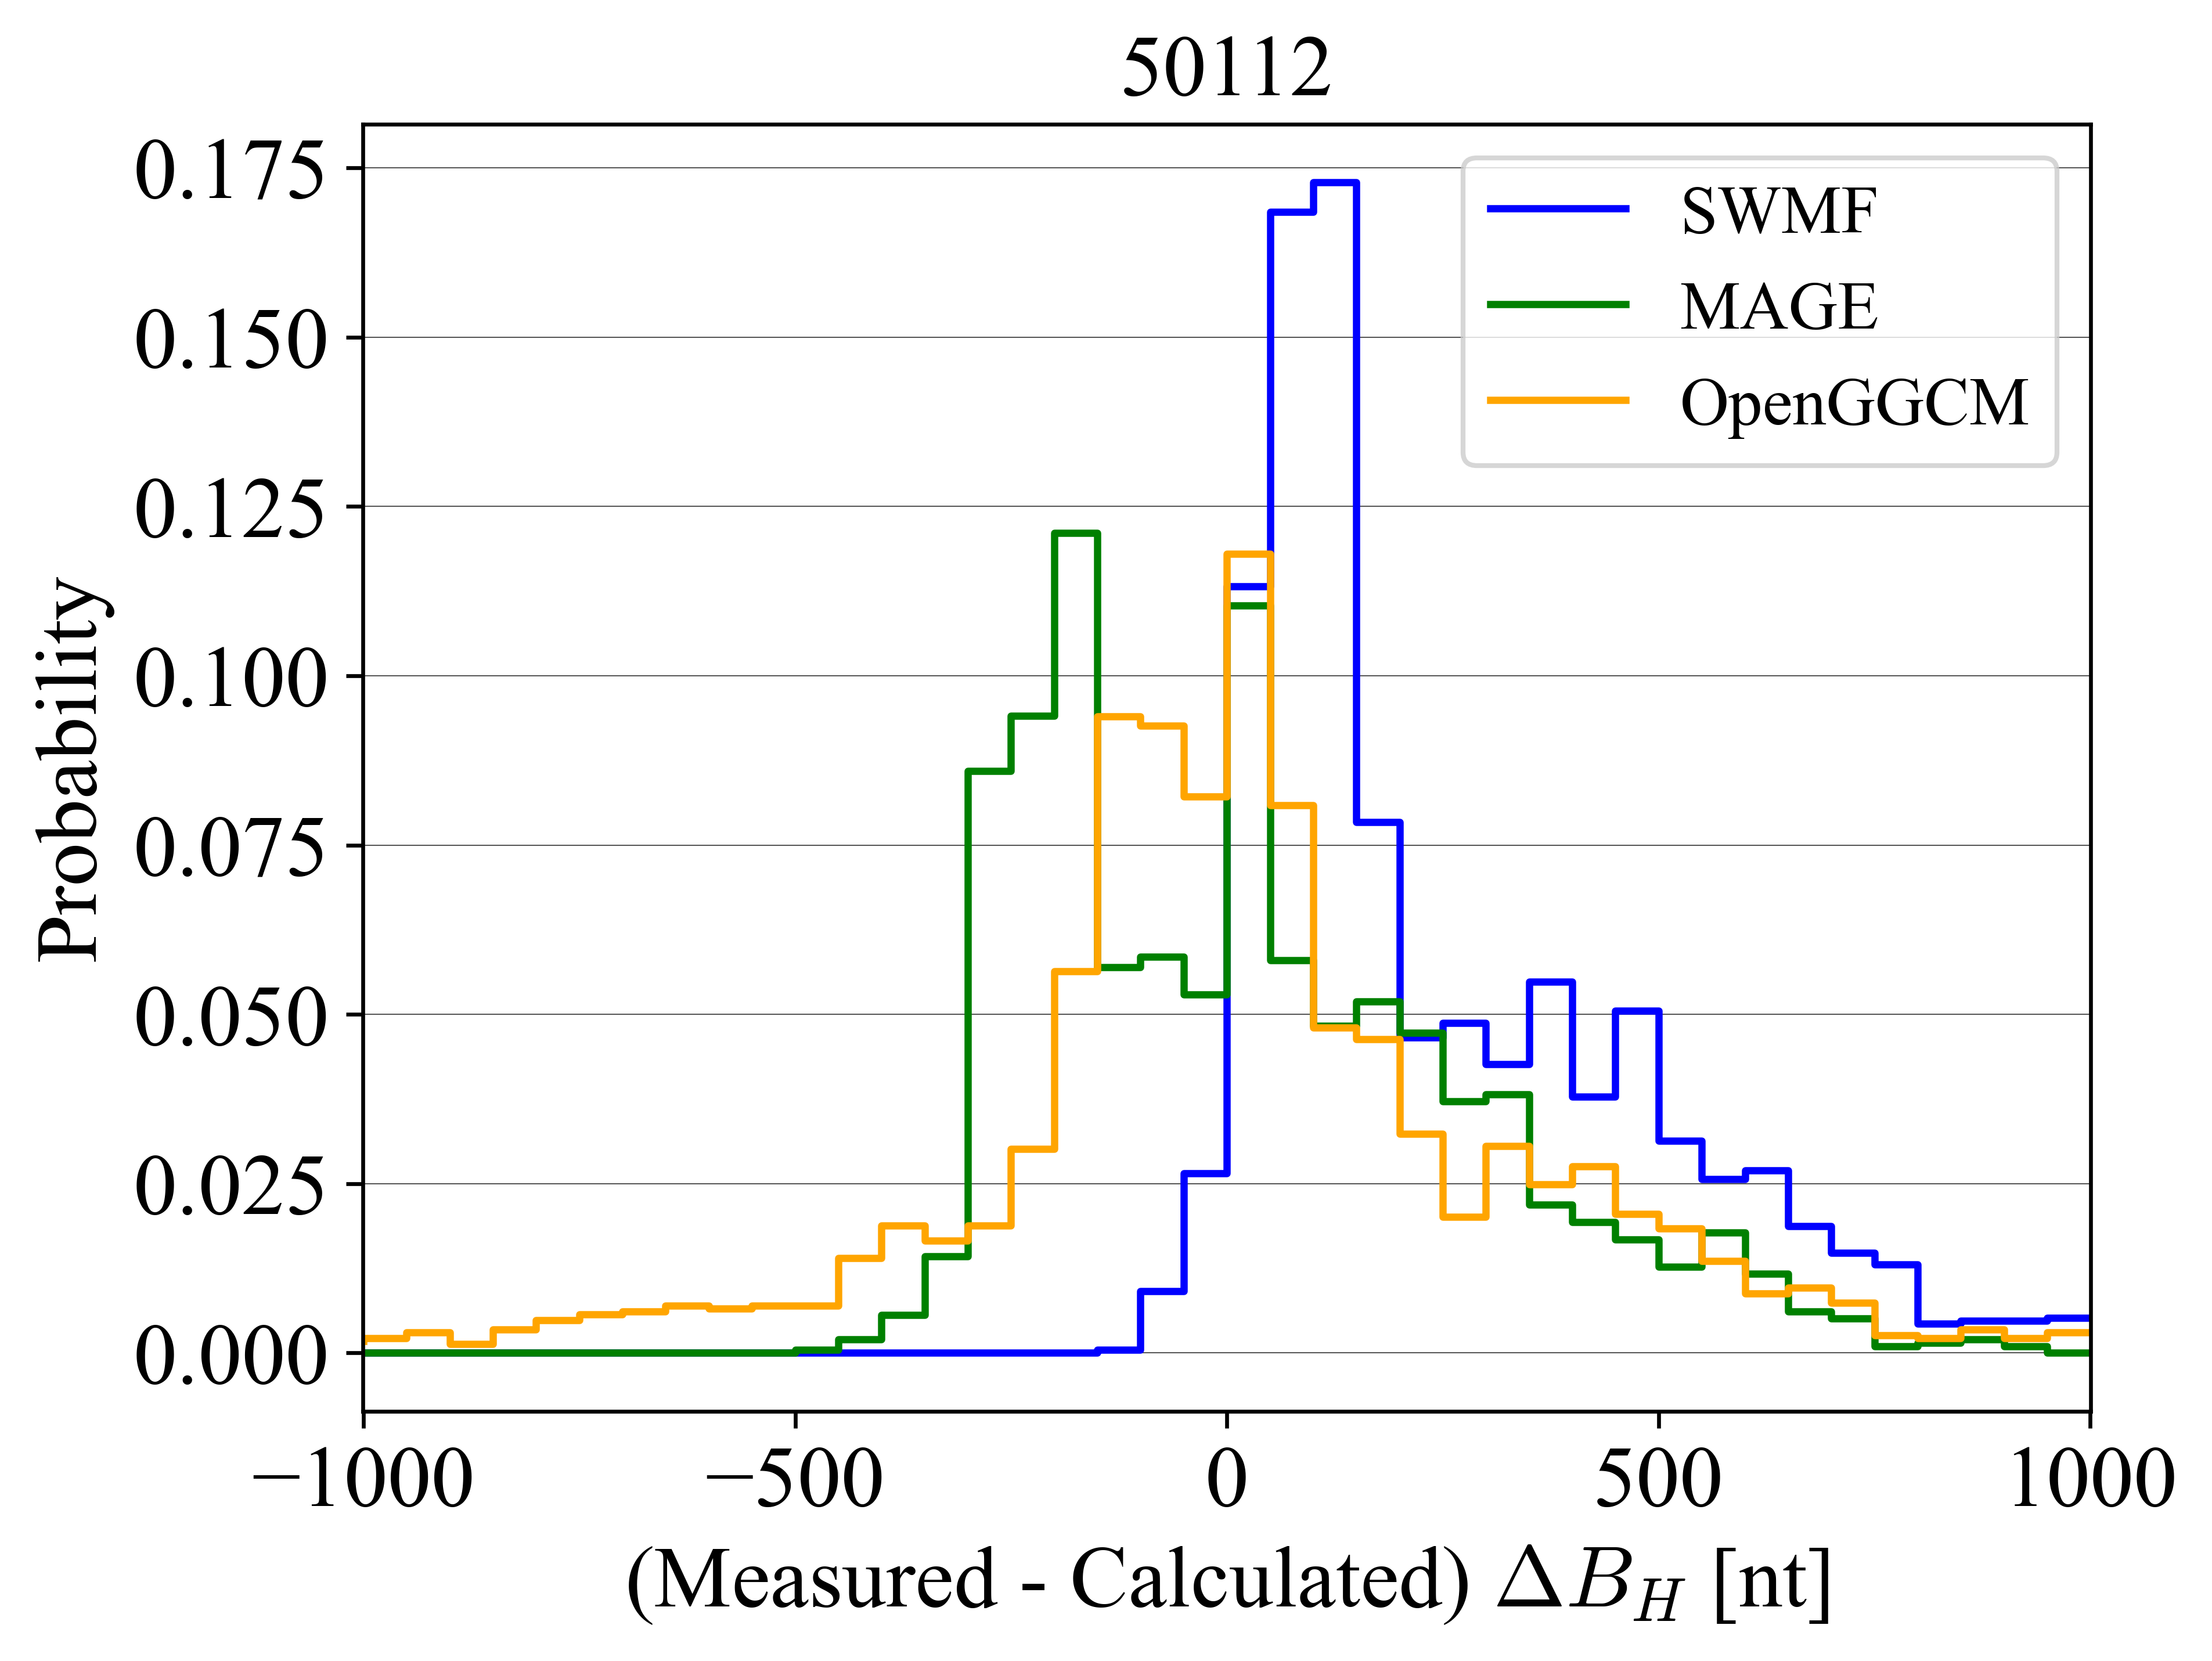 50112
Probability
0.175
0.150
0.125
0.100
0.075
0.050
0.025
0.000
SWMF
MAGE
OpenGGCM
−1000 −500 0 500 1000
(Measured - Calculated) Δ𝐵_𝐻 [nt]